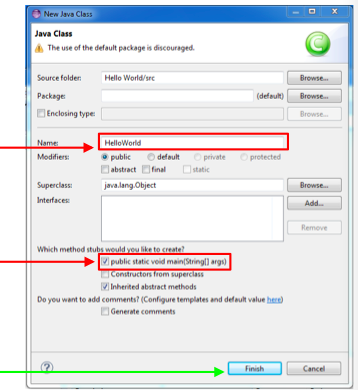 New Java Class
Java Class
The use of the default package is discouraged.
Source folder: Hello World/src Browse...
Package: (default) Browse...
Enclosing type: Browse...
Name: HelloWorld
Modifiers: public default private protected
abstract final static
Superclass: java.lang.Object Browse...
Interfaces: Add...
Remove
Which method stubs would you like to create?
public static void main(String[] args)
Constructors from superclass
Inherited abstract methods
Do you want to add comments? (Configure templates and default value here)
Generate comments
? Finish Cancel